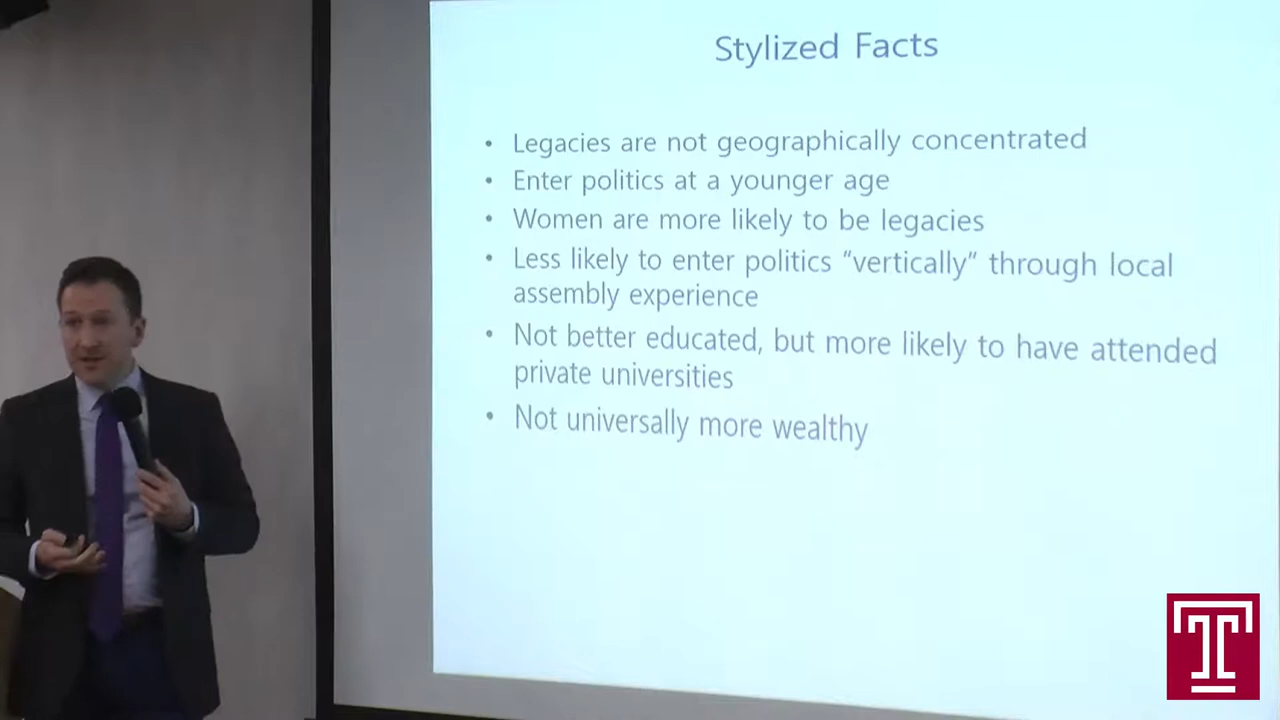 Stylized Facts
• Legacies are not geographically concentrated
• Enter politics at a younger age
• Women are more likely to be legacies
• Less likely to enter politics “vertically” through local
assembly experience
• Not better educated, but more likely to have attended
private universities
• Not universally more wealthy
T